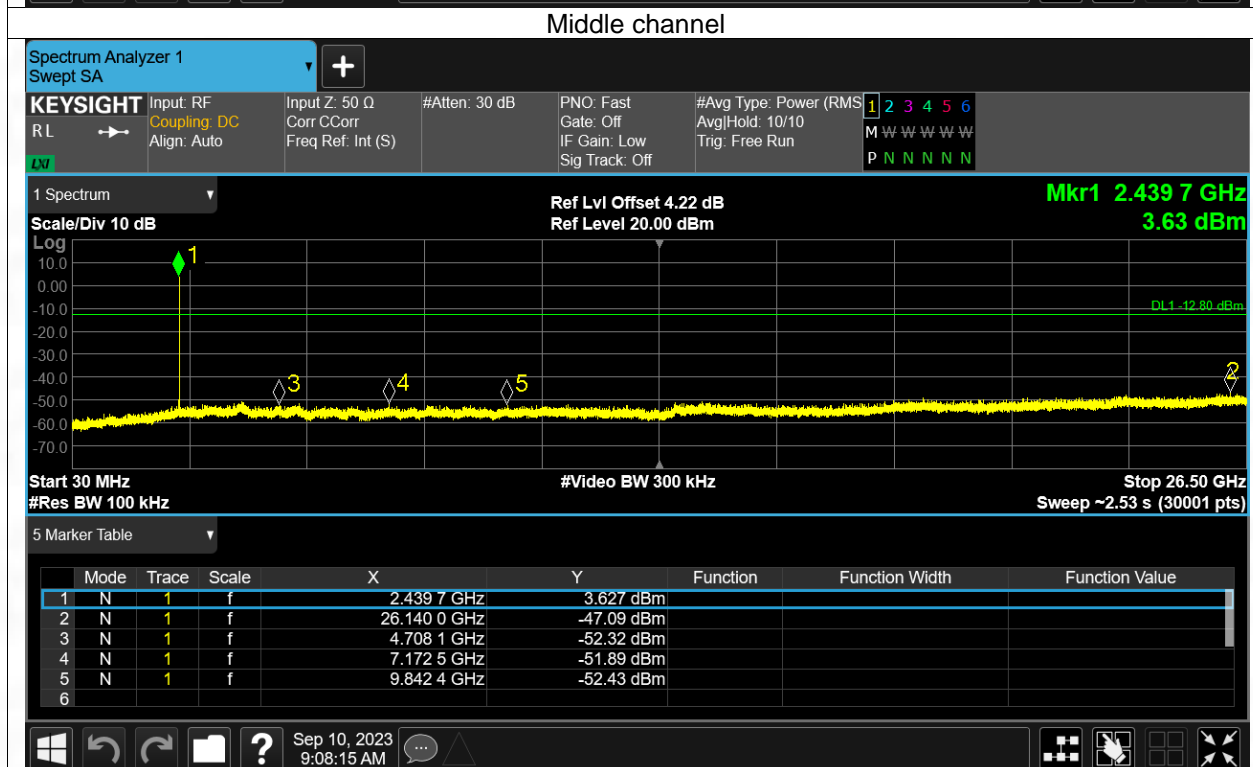 Middle channel
Spectrum Analyzer 1
Swept SA
KEYSIGHT Input: RF Input Z: 50 Ω #Atten: 30 dB PNO: Fast #Avg Type: Power (RMS 1 2 3 4 5 6
R L Coupling: DC Corr CCorr Gate: Off Avg|Hold: 10/10 M W W W W W
Align: Auto Freq Ref: Int (S) IF Gain: Low Trig: Free Run
LXI Sig Track: Off P N N N N N
1 Spectrum Ref Lvl Offset 4.22 dB Mkr1 2.439 7 GHz
Scale/Div 10 dB Ref Level 20.00 dBm 3.63 dBm
Log 1
10.0
0.00
-10.0 DL1 -12.80 dBm
-20.0
-30.0
-40.0 3 4 5 2
-50.0
-60.0
-70.0
Start 30 MHz #Video BW 300 kHz Stop 26.50 GHz
#Res BW 100 kHz Sweep ~2.53 s (30001 pts)
5 Marker Table
Mode Trace Scale X Y Function Function Width Function Value
1 N 1 f 2.439 7 GHz 3.627 dBm
2 N 1 f 26.140 0 GHz -47.09 dBm
3 N 1 f 4.708 1 GHz -52.32 dBm
4 N 1 f 7.172 5 GHz -51.89 dBm
5 N 1 f 9.842 4 GHz -52.43 dBm
6
? Sep 10, 2023
9:08:15 AM